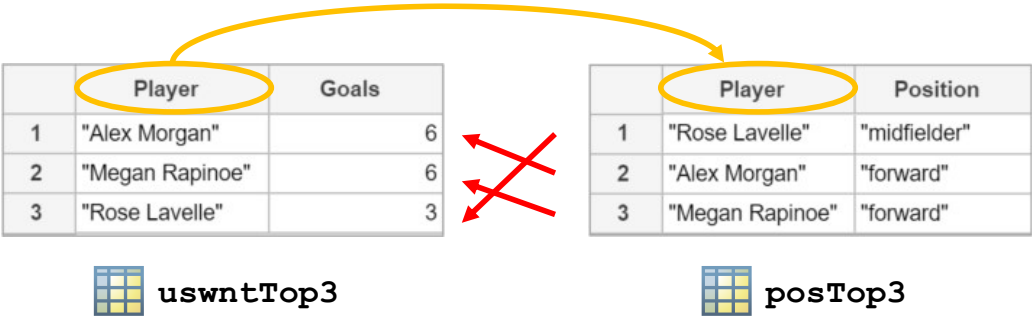 Player Goals
1 "Alex Morgan" 6
2 "Megan Rapinoe" 6
3 "Rose Lavelle" 3
uswntTop3
Player Position
1 "Rose Lavelle" "midfielder"
2 "Alex Morgan" "forward"
3 "Megan Rapinoe" "forward"
posTop3